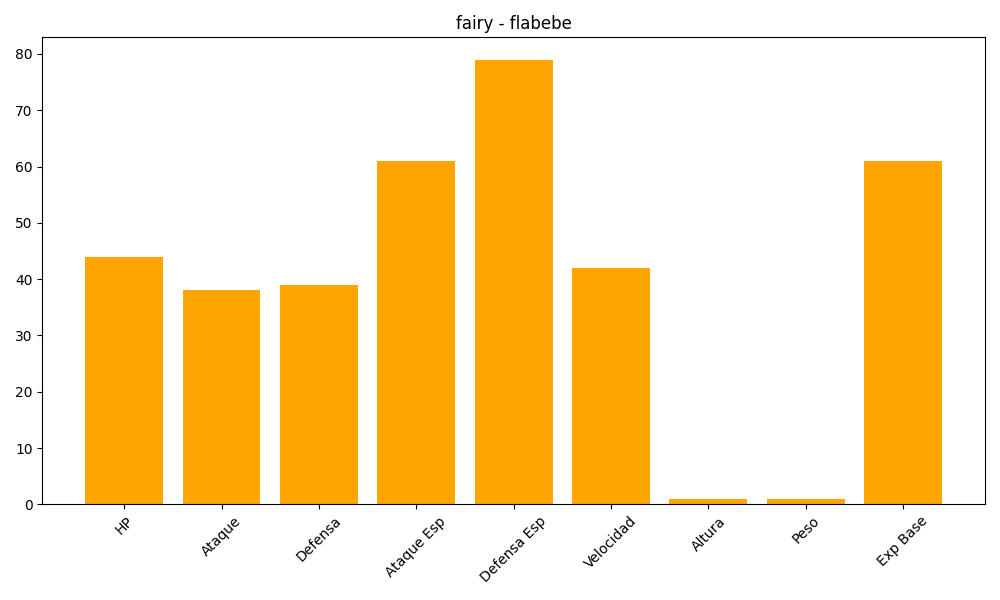 fairy - flabebe
80
70
60
50
40
30
20
10
0
HP
Ataque
Defensa
Ataque Esp
Defensa Esp
Velocidad
Altura
Peso
Exp Base